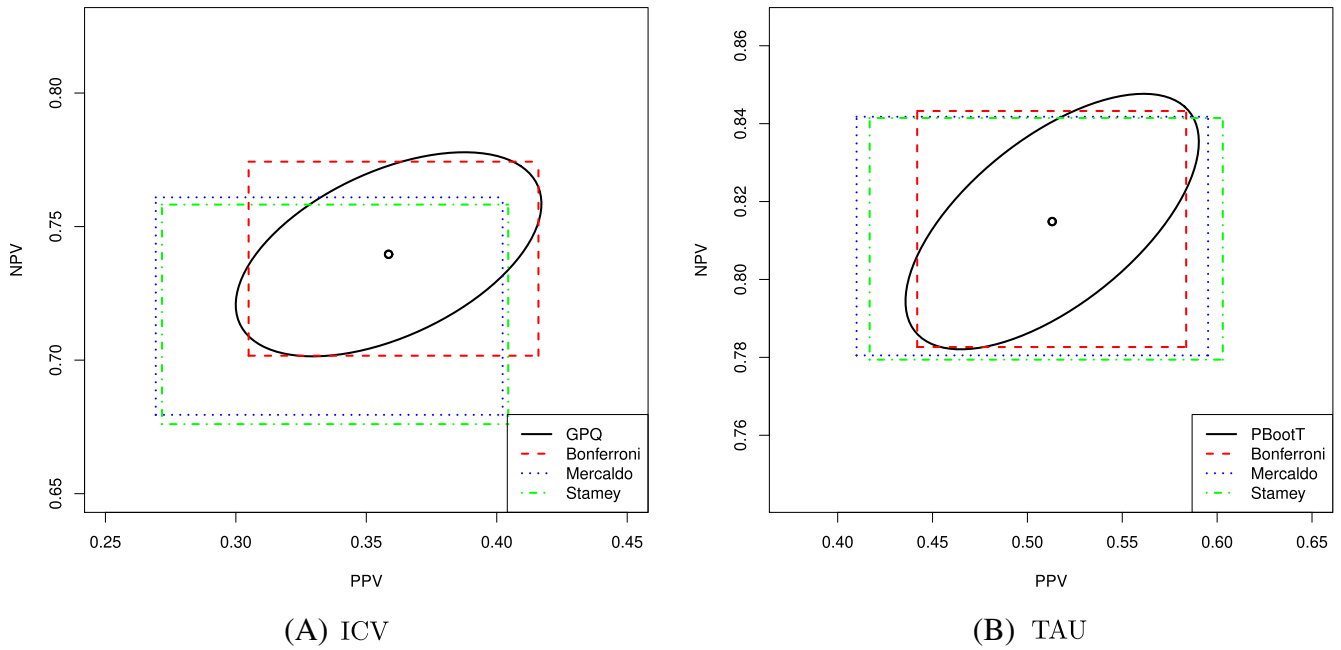 0.80
0.75
0.70
0.65
NPV
0.25 0.30 0.35 0.40 0.45
PPV
GPQ
Bonferroni
Mercaldo
Stamey
(A) ICV
0.86
0.84
0.82
0.80
0.78
0.76
NPV
0.40 0.45 0.50 0.55 0.60 0.65
PPV
PBootT
Bonferroni
Mercaldo
Stamey
(B) TAU